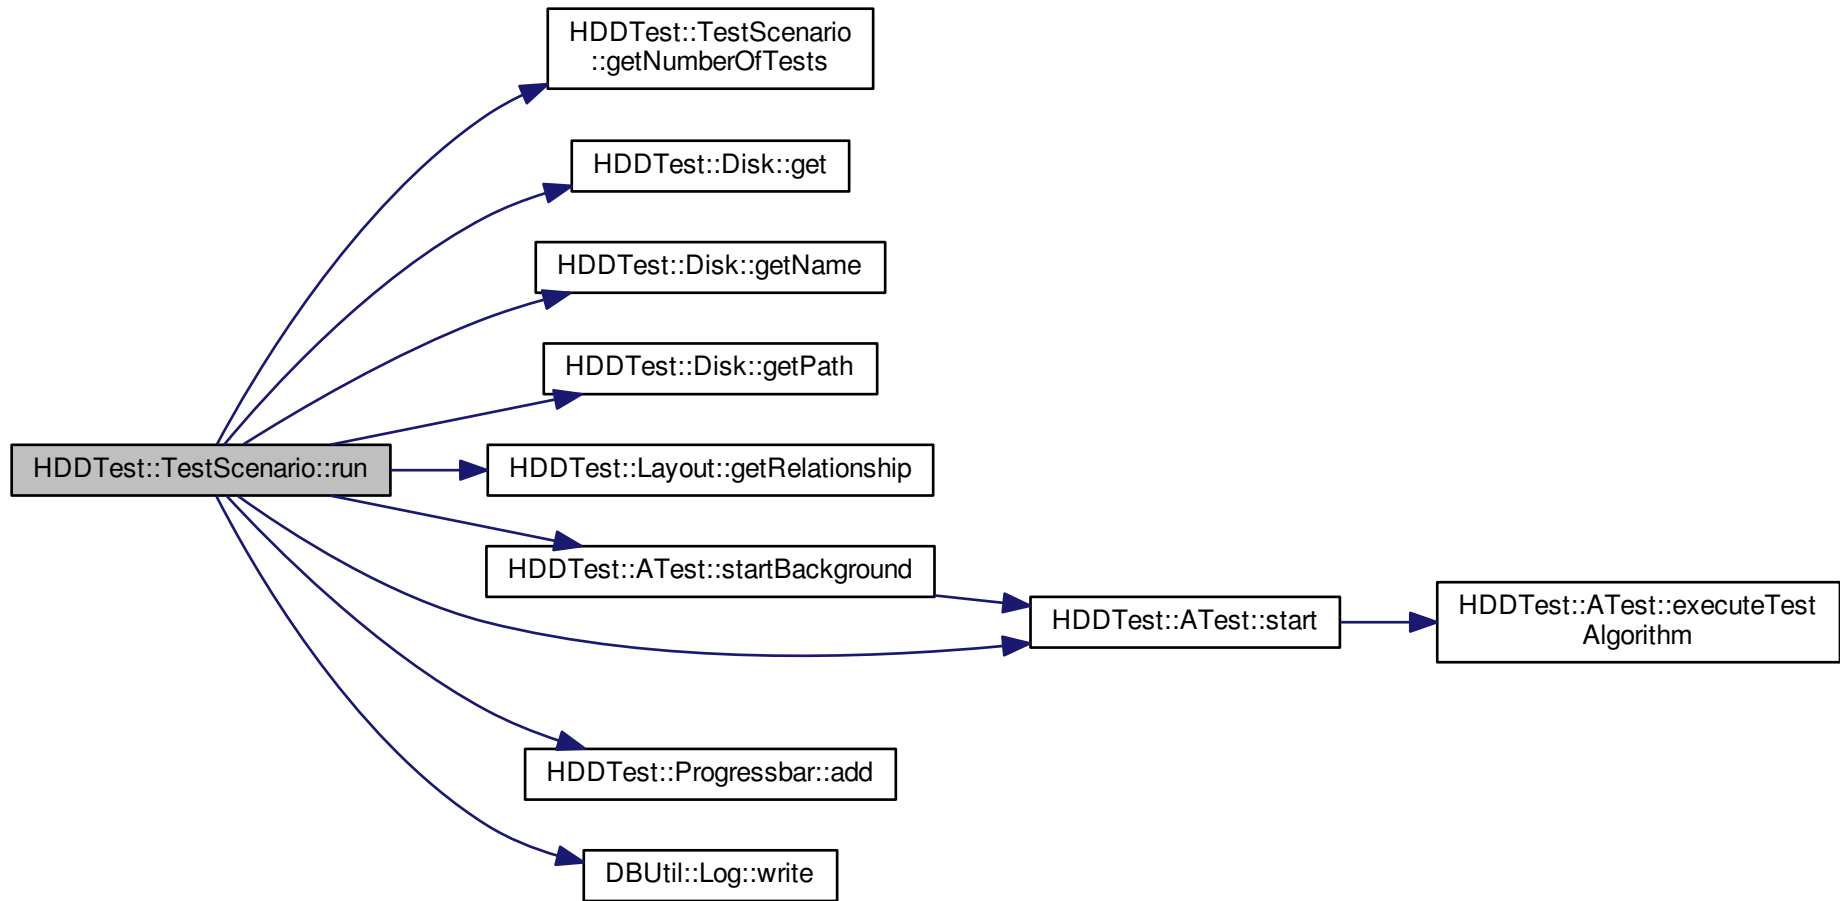 HDDTest::TestScenario
::getNumberOfTests
HDDTest::Disk::get
HDDTest::Disk::getName
HDDTest::Disk::getPath
HDDTest::TestScenario::run
HDDTest::Layout::getRelationship
HDDTest::ATest::startBackground
HDDTest::ATest::start
HDDTest::ATest::executeTest
Algorithm
HDDTest::Progressbar::add
DBUtil::Log::write